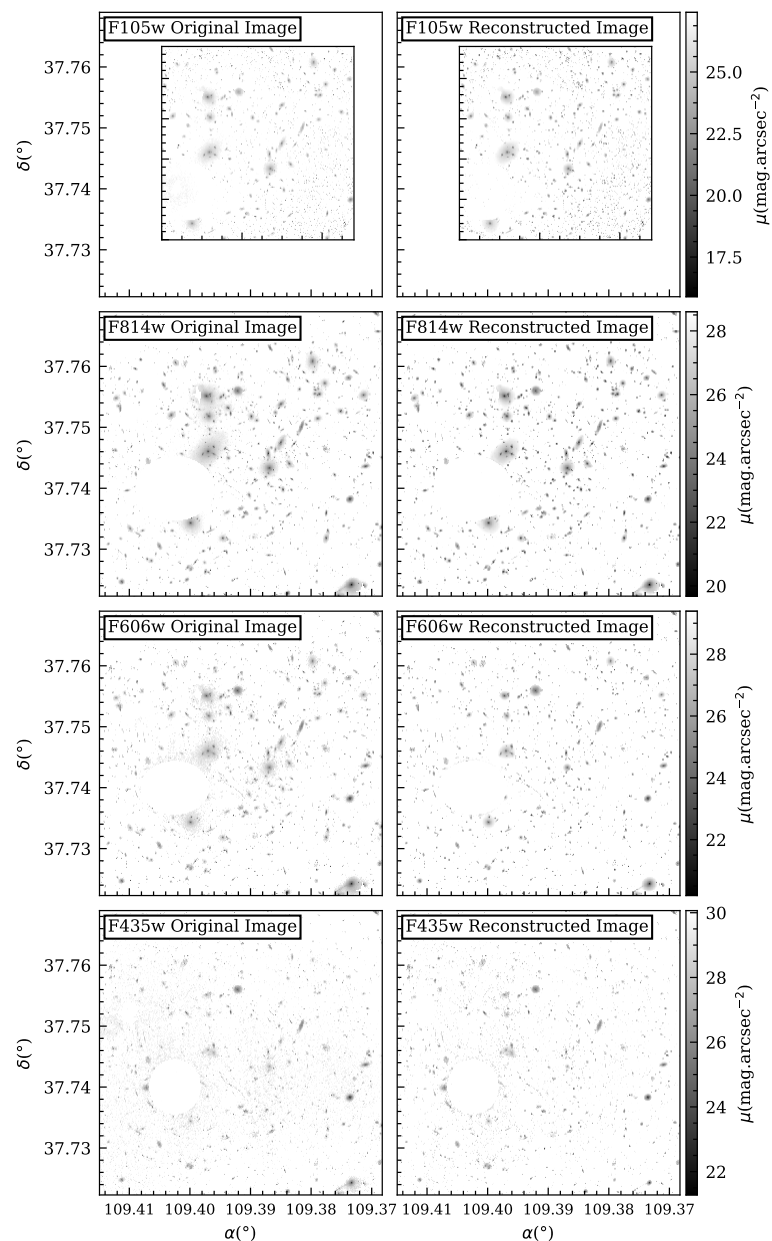 F105w Original Image
F105w Reconstructed Image
37.76
37.75
37.74
37.73
δ(°)
25.0
22.5
20.0
17.5
μ(mag.arcsec⁻²)
F814w Original Image
F814w Reconstructed Image
37.76
37.75
37.74
37.73
δ(°)
28
26
24
22
20
μ(mag.arcsec⁻²)
F606w Original Image
F606w Reconstructed Image
37.76
37.75
37.74
37.73
δ(°)
28
26
24
22
μ(mag.arcsec⁻²)
F435w Original Image
F435w Reconstructed Image
37.76
37.75
37.74
37.73
δ(°)
30
28
26
24
22
μ(mag.arcsec⁻²)
109.41 109.40 109.39 109.38 109.37
109.41 109.40 109.39 109.38 109.37
α(°)
α(°)